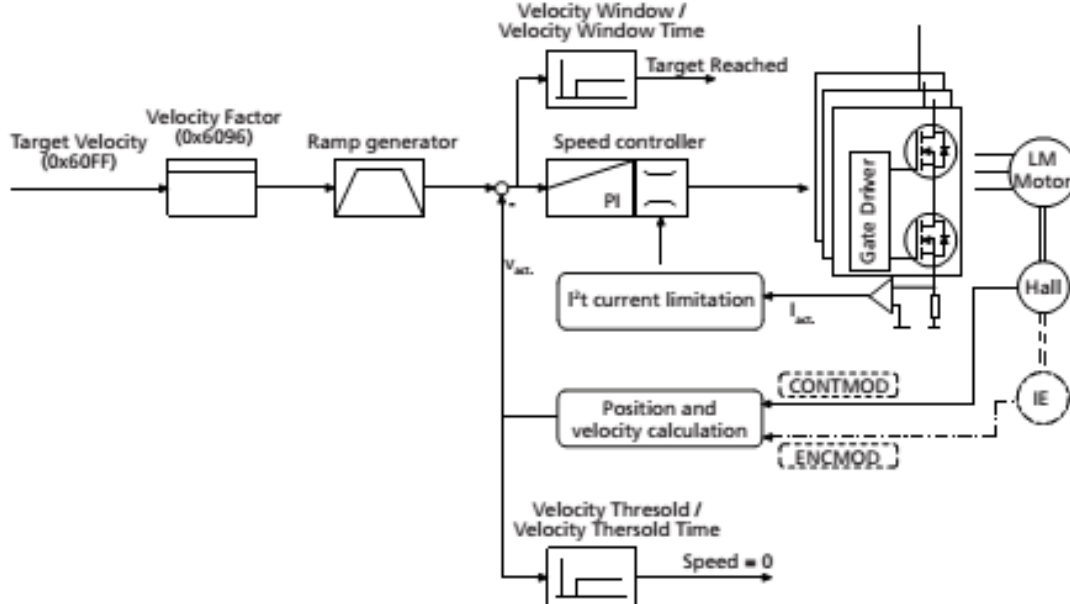 Velocity Window /
Velocity Window Time
Target Reached
Velocity Factor
(0x6096)
Target Velocity
(0x60FF)
Ramp generator
Speed controller
PI
-
Gate Driver
LM
Motor
v act.
I²t current limitation
I act.
Hall
CONTMOD
Position and
velocity calculation
IE
ENCMOD
Velocity Thresold /
Velocity Thersold Time
Speed = 0